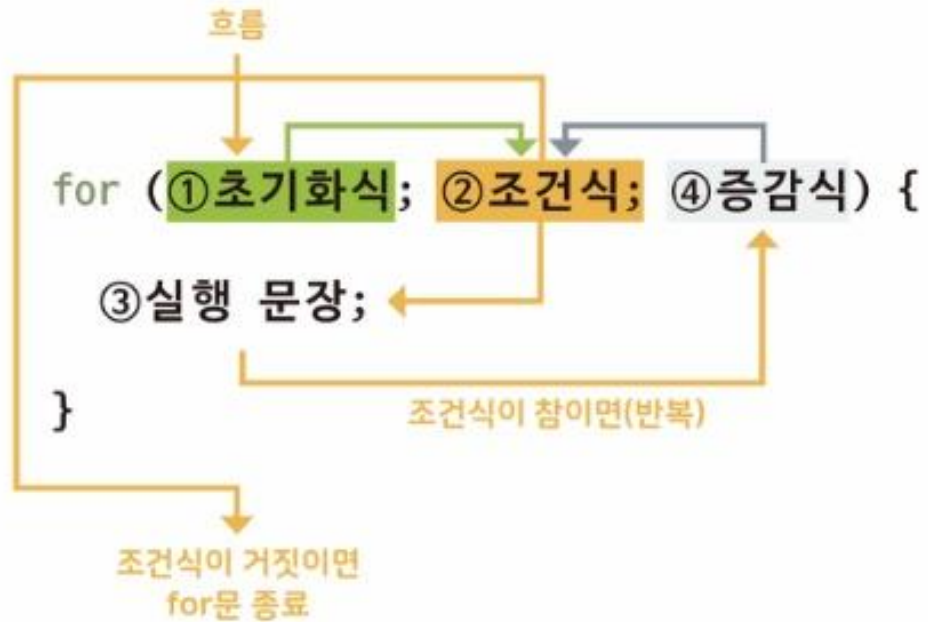 흐름
for (①초기화식; ②조건식; ④증감식) {
③실행 문장;
}
조건식이 참이면(반복)
조건식이 거짓이면
for문 종료